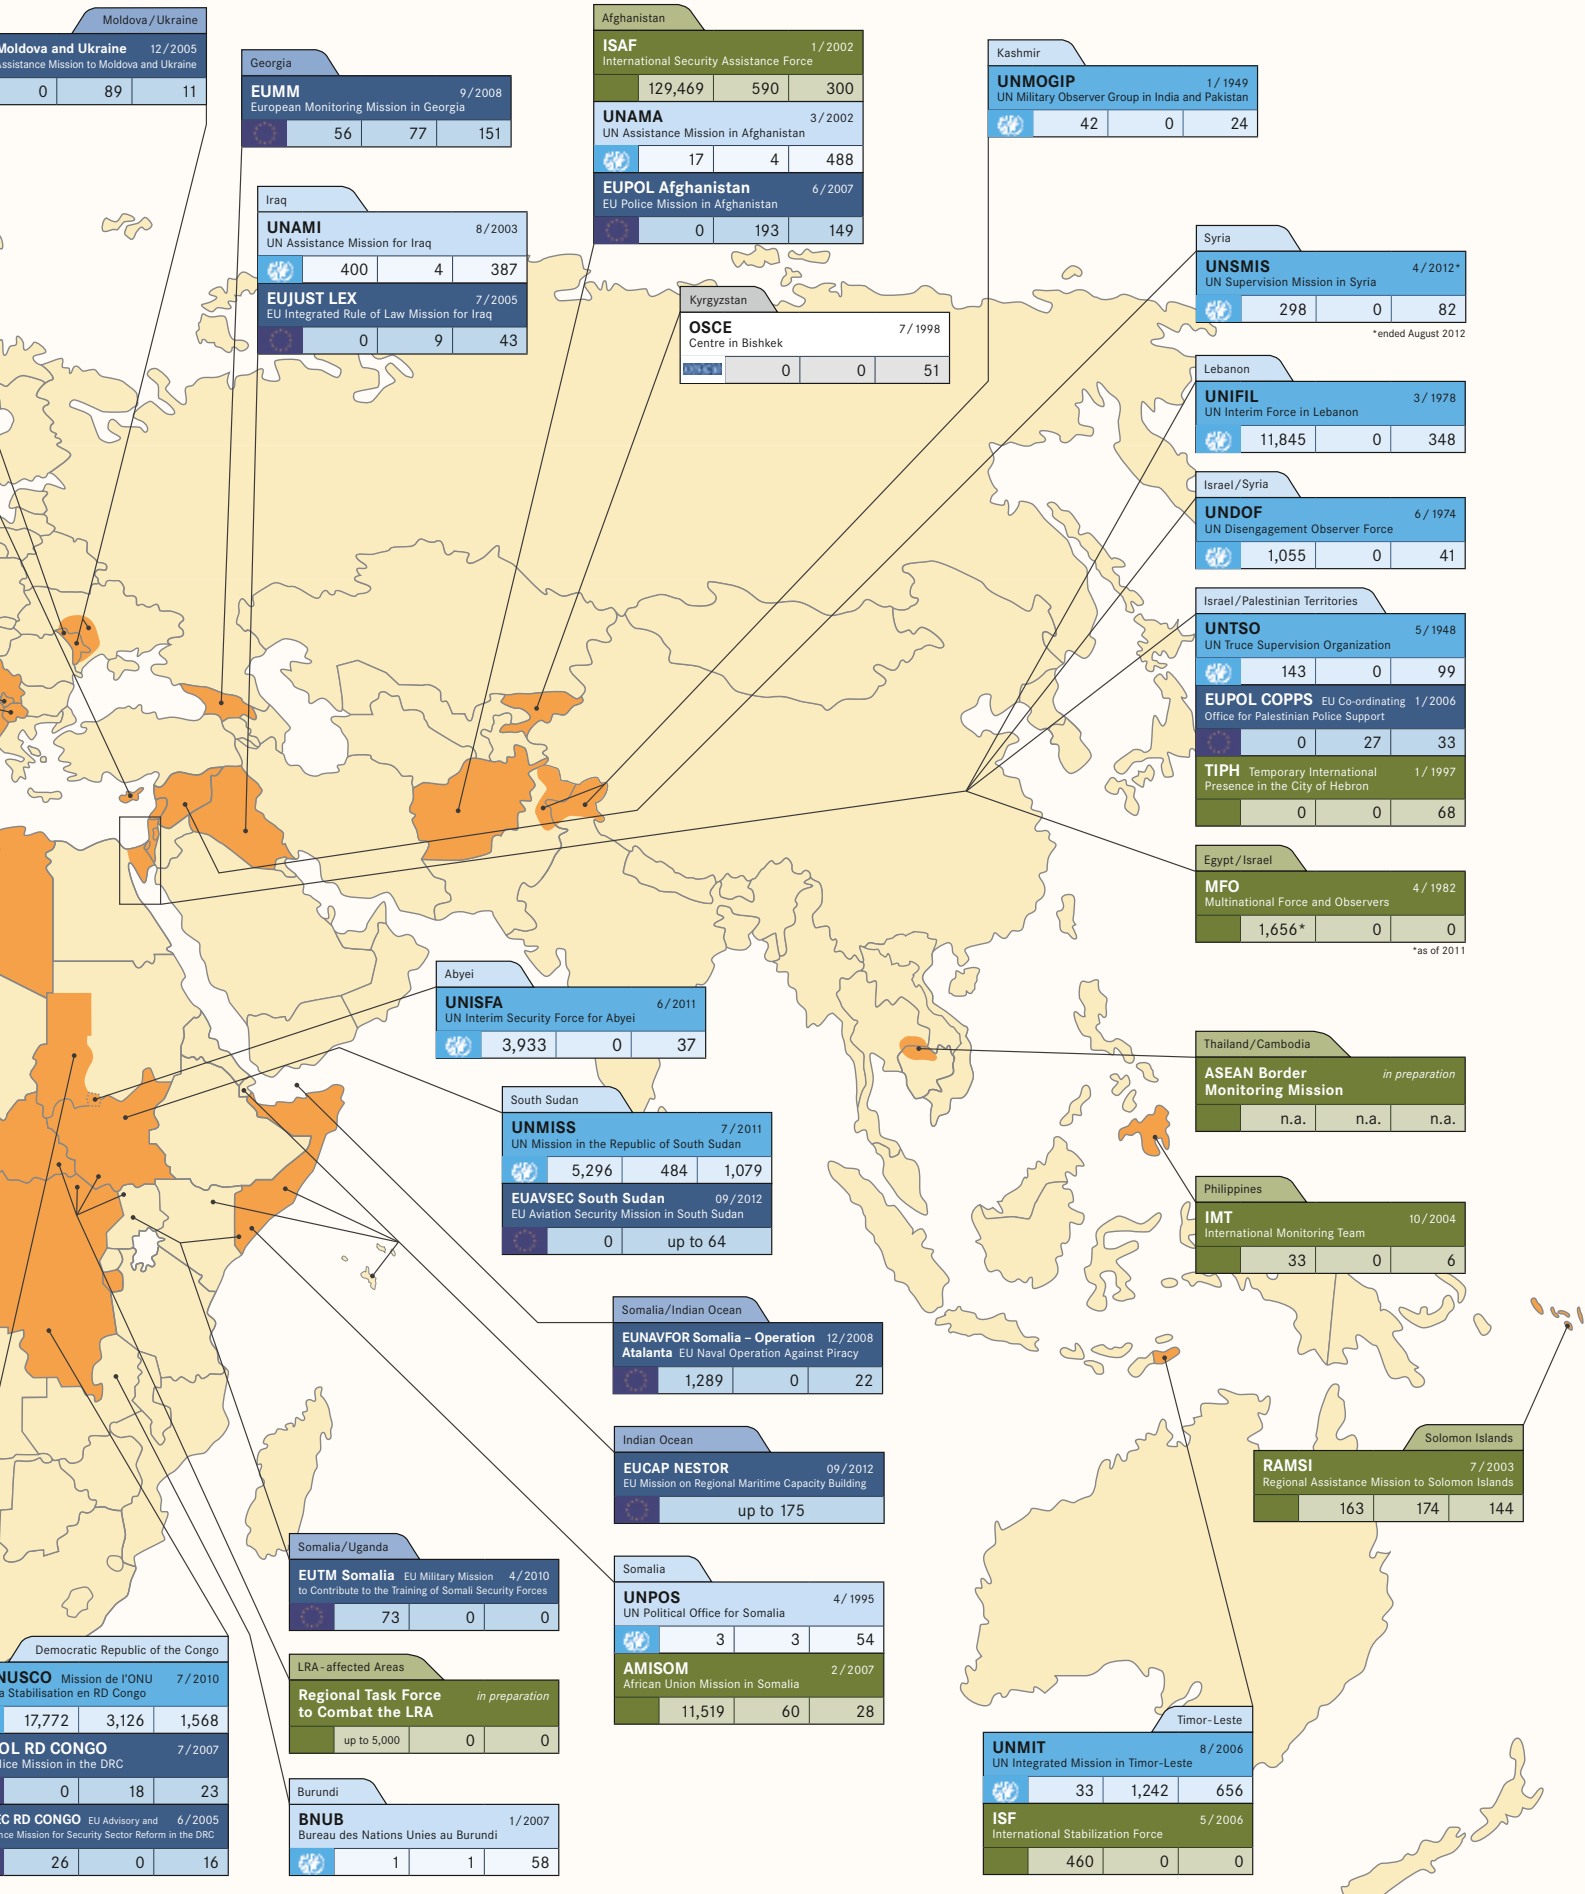 Moldova/Ukraine
Moldova and Ukraine 12/2005
Assistance Mission to Moldova and Ukraine
0 89 11
Georgia
EUMM 9/2008
European Monitoring Mission in Georgia
56 77 151
Iraq
UNAMI 8/2003
UN Assistance Mission for Iraq
400 4 387
EUJUST LEX 7/2005
EU Integrated Rule of Law Mission for Iraq
0 9 43
Afghanistan
ISAF 1/2002
International Security Assistance Force
129,469 590 300
UNAMA 3/2002
UN Assistance Mission in Afghanistan
17 4 488
EUPOL Afghanistan 6/2007
EU Police Mission in Afghanistan
0 193 149
Kyrgyzstan
OSCE 7/1998
Centre in Bishkek
0 0 51
Kashmir
UNMOGIP 1/1949
UN Military Observer Group in India and Pakistan
42 0 24
Syria
UNSMIS 4/2012*
UN Supervision Mission in Syria
298 0 82
*ended August 2012
Lebanon
UNIFIL 3/1978
UN Interim Force in Lebanon
11,845 0 348
Israel/Syria
UNDOF 6/1974
UN Disengagement Observer Force
1,055 0 41
Israel/Palestinian Territories
UNTSO 5/1948
UN Truce Supervision Organization
143 0 99
EUPOL COPPS EU Co-ordinating 1/2006
Office for Palestinian Police Support
0 27 33
TIPH Temporary International 1/1997
Presence in the City of Hebron
0 0 68
Egypt/Israel
MFO 4/1982
Multinational Force and Observers
1,656* 0 0
*as of 2011
Abyei
UNISFA 6/2011
UN Interim Security Force for Abyei
3,933 0 37
South Sudan
UNMISS 7/2011
UN Mission in the Republic of South Sudan
5,296 484 1,079
EUAVSEC South Sudan 09/2012
EU Aviation Security Mission in South Sudan
0 up to 64
Thailand/Cambodia
ASEAN Border in preparation
Monitoring Mission
n.a. n.a. n.a.
Philippines
IMT 10/2004
International Monitoring Team
33 0 6
Somalia/Indian Ocean
EUNAVFOR Somalia – Operation 12/2008
Atalanta EU Naval Operation Against Piracy
1,289 0 22
Indian Ocean
EUCAP NESTOR 09/2012
EU Mission on Regional Maritime Capacity Building
up to 175
Solomon Islands
RAMSI 7/2003
Regional Assistance Mission to Solomon Islands
163 174 144
Somalia/Uganda
EUTM Somalia EU Military Mission 4/2010
to Contribute to the Training of Somali Security Forces
73 0 0
Somalia
UNPOS 4/1995
UN Political Office for Somalia
3 3 54
AMISOM 2/2007
African Union Mission in Somalia
11,519 60 28
Democratic Republic of the Congo
NUSCO Mission de l'ONU 7/2010
a Stabilisation en RD Congo
17,772 3,126 1,568
OL RD CONGO 7/2007
lice Mission in the DRC
0 18 23
EC RD CONGO EU Advisory and 6/2005
nce Mission for Security Sector Reform in the DRC
26 0 16
LRA-affected Areas
Regional Task Force in preparation
to Combat the LRA
up to 5,000 0 0
Burundi
BNUB 1/2007
Bureau des Nations Unies au Burundi
1 1 58
Timor-Leste
UNMIT 8/2006
UN Integrated Mission in Timor-Leste
33 1,242 656
ISF 5/2006
International Stabilization Force
460 0 0